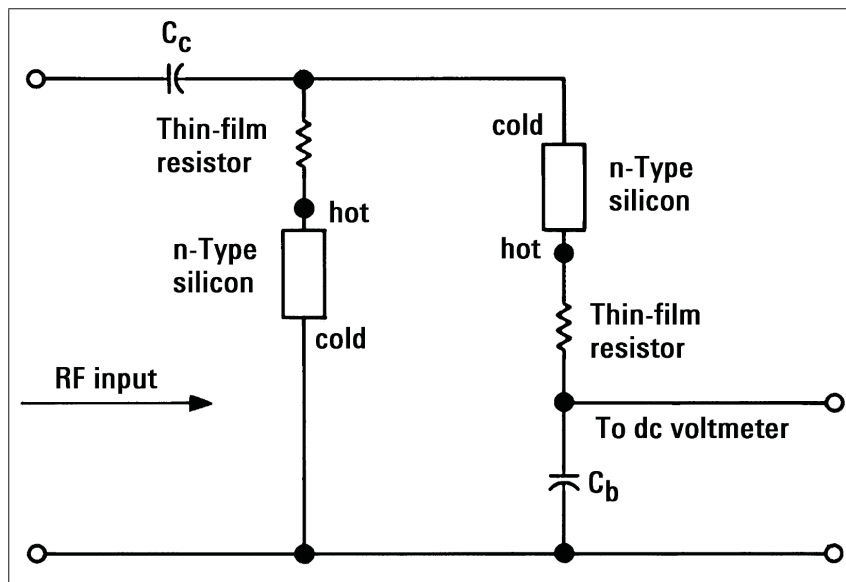 Cc
Thin-film
resistor
hot
n-Type
silicon
cold
cold
n-Type
silicon
hot
Thin-film
resistor
RF input
To dc voltmeter
Cb